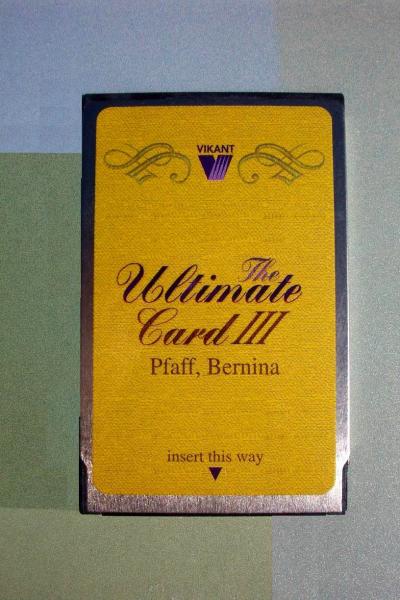 VIKANT
The
Ultimate
Card III
Pfaff, Bernina
insert this way